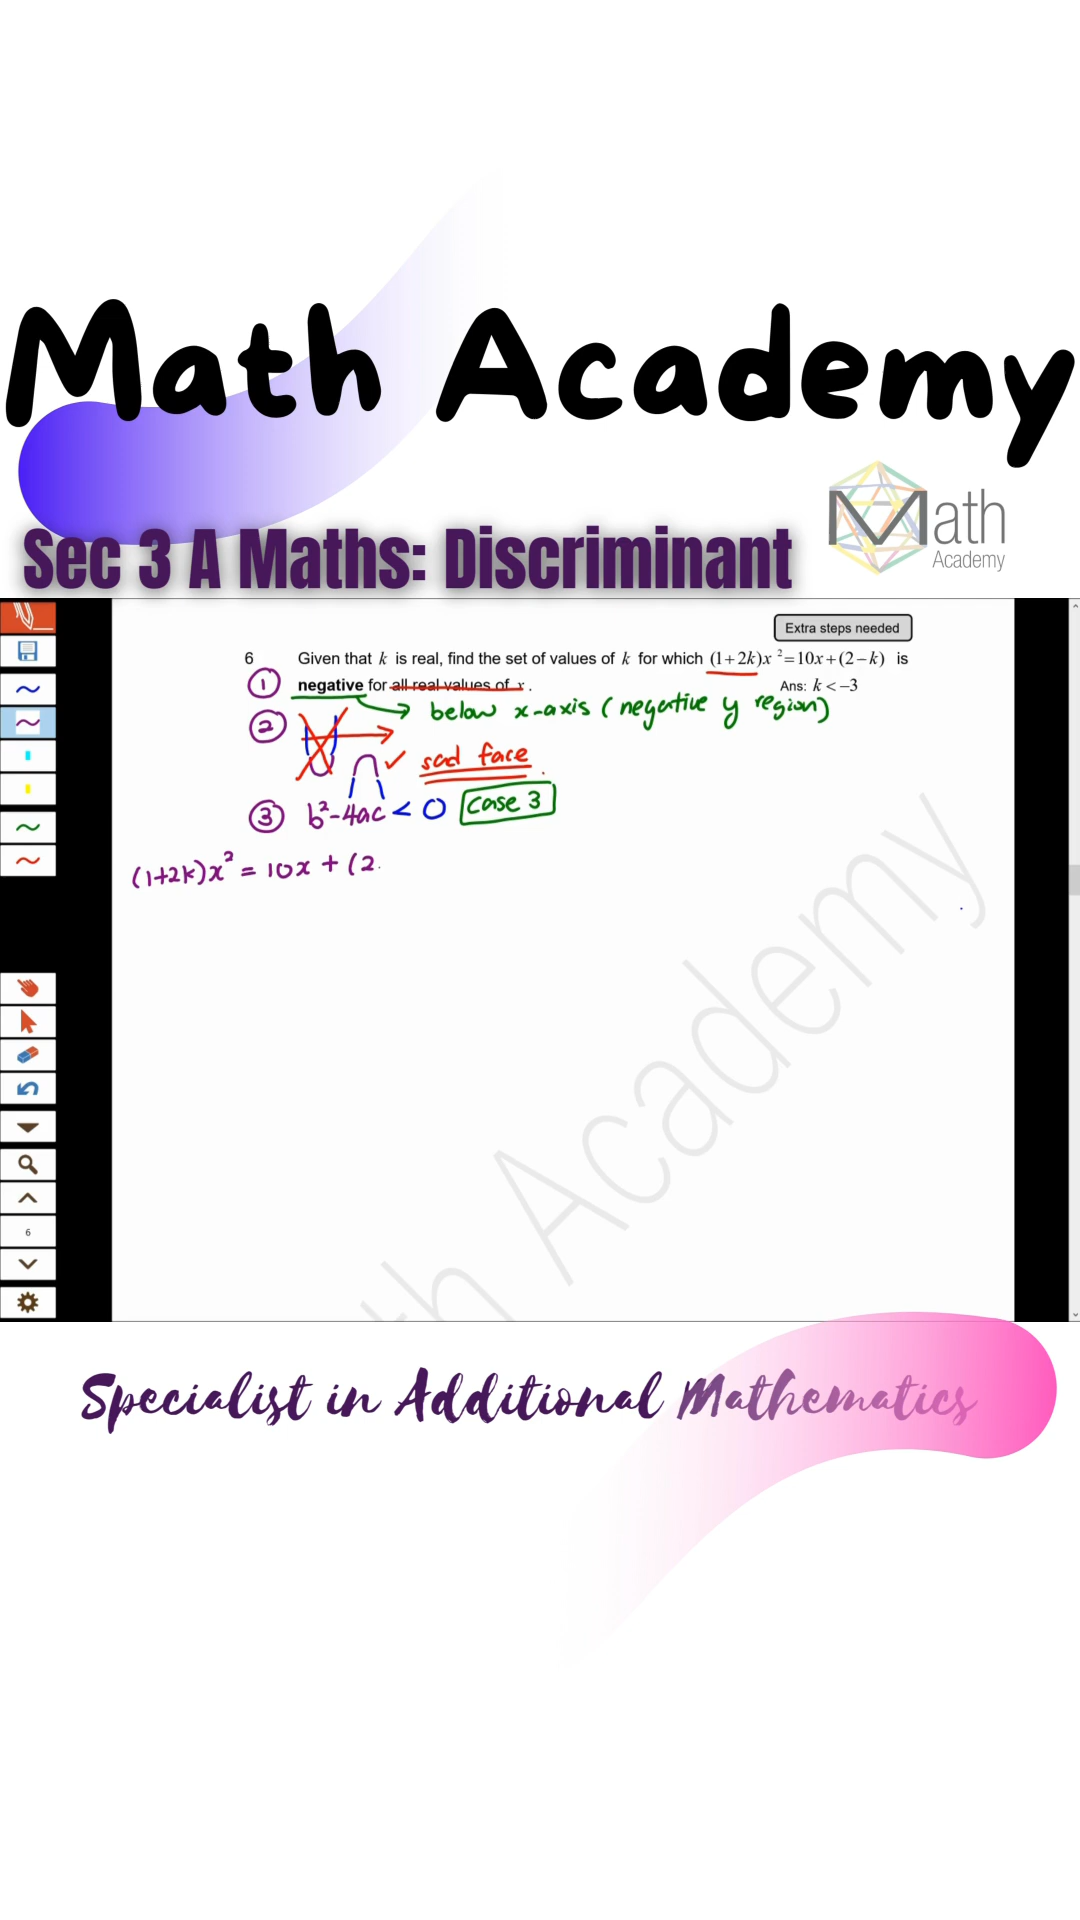 Math Academy
Math
Academy
Sec 3 A Maths: Discriminant
Extra steps needed
6 Given that k is real, find the set of values of k for which (1+2k)x ²=10x+(2−k) is
① negative for all real values of x . Ans: k <−3
→ below x-axis (negative y region)
②
✓ sad face
③ b²-4ac < 0 case 3
(1+2k)x² = 10x + (2
6
th Academy
Specialist in Additional Mathematics